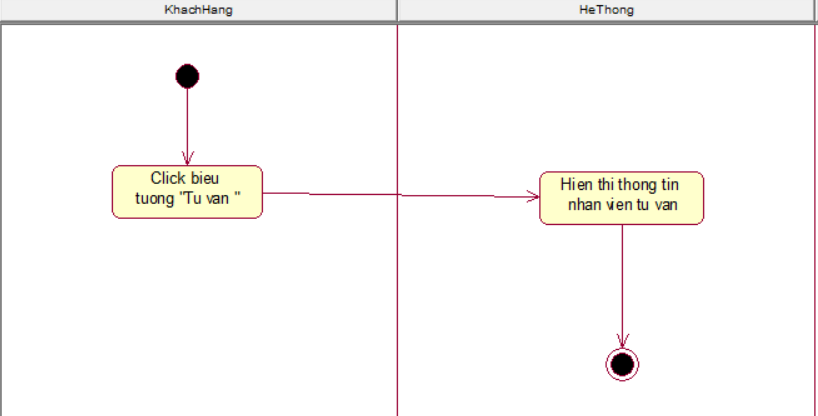 KhachHang
HeThong
Click bieu
tuong "Tu van "
Hien thi thong tin
nhan vien tu van